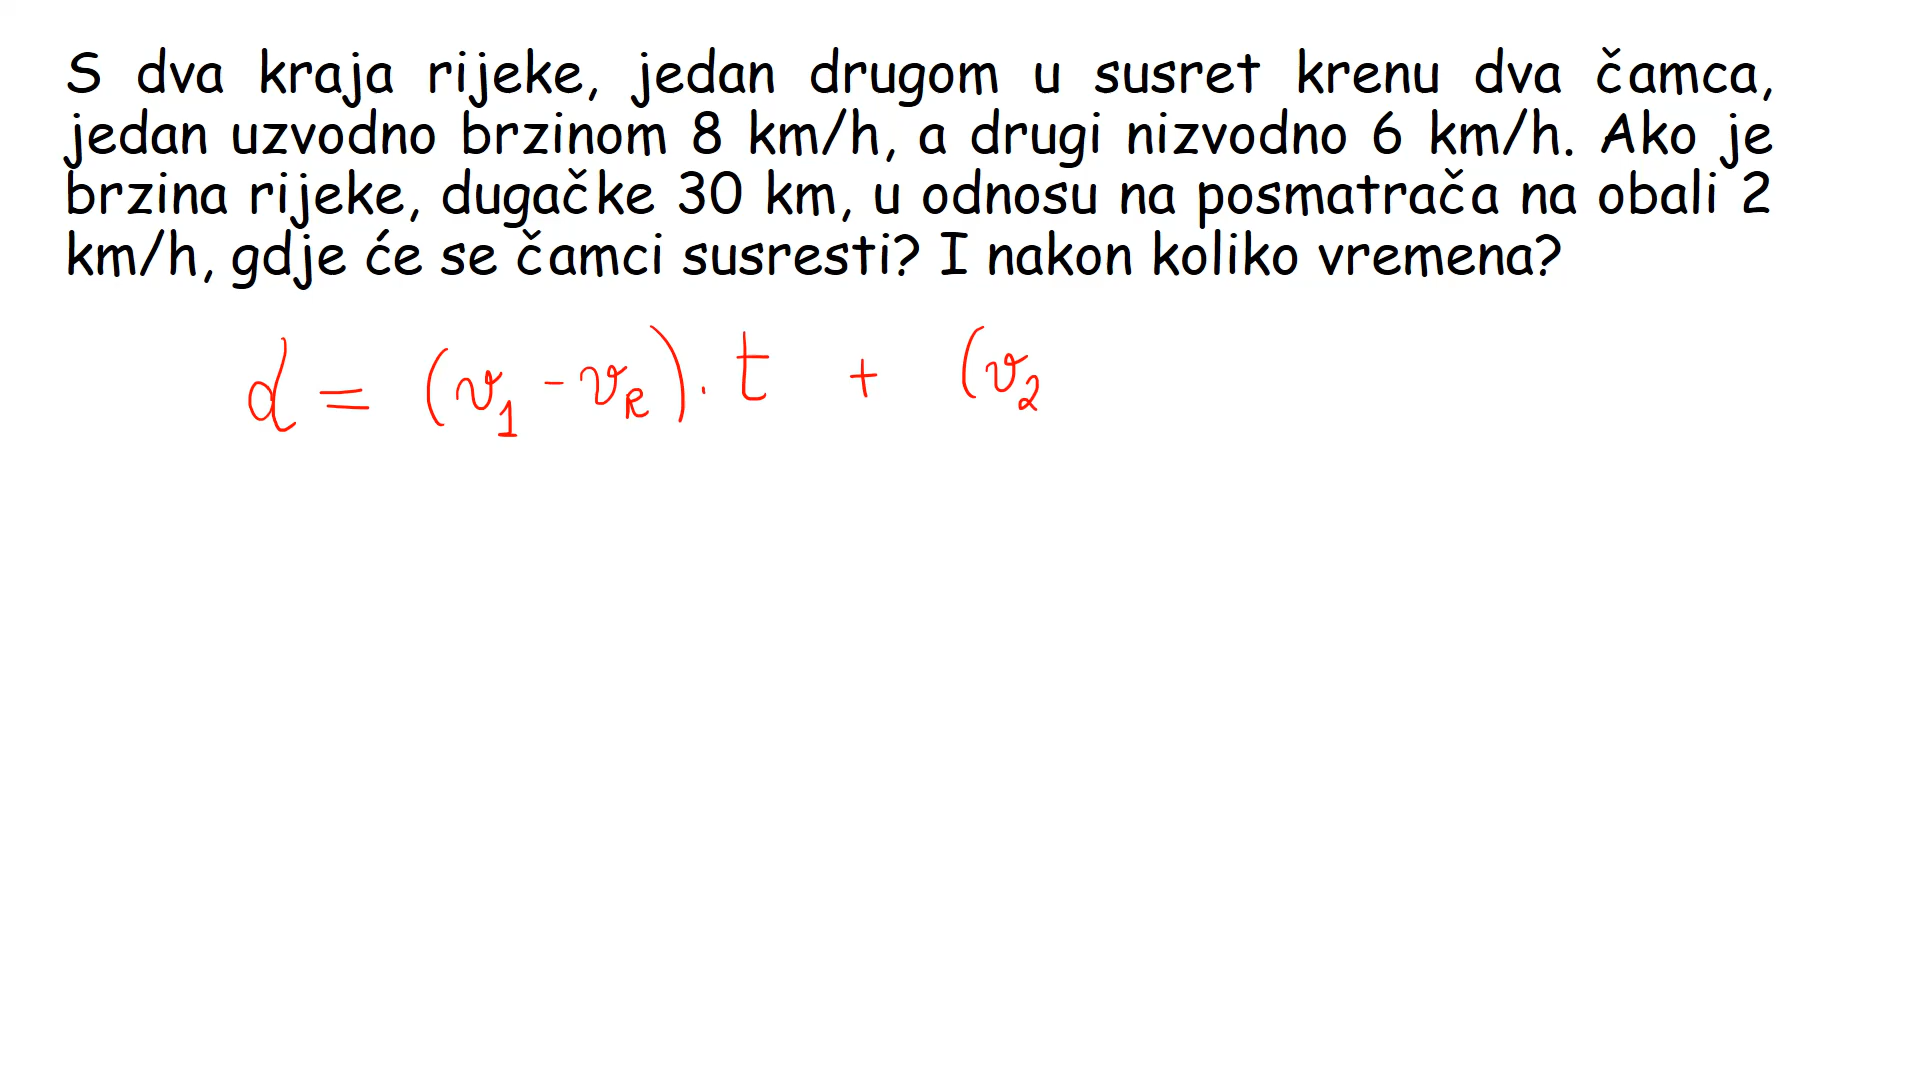 S dva kraja rijeke, jedan drugom u susret krenu dva čamca,
jedan uzvodno brzinom 8 km/h, a drugi nizvodno 6 km/h. Ako je
brzina rijeke, dugačke 30 km, u odnosu na posmatrača na obali 2
km/h, gdje će se čamci susresti? I nakon koliko vremena?
d = (v₁ - v_R) · t + (v₂